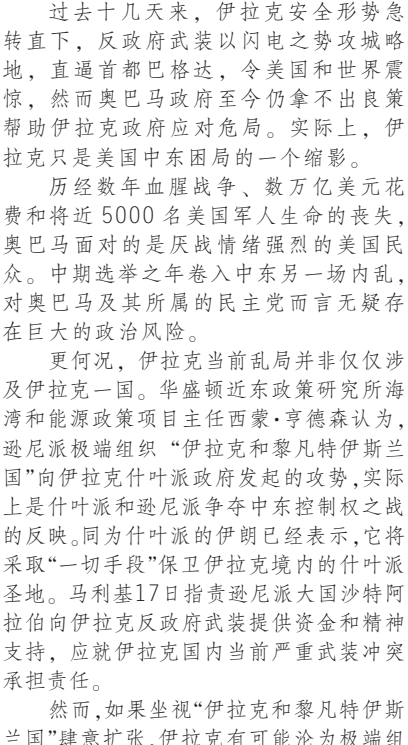 过去十几天来，伊拉克安全形势急
转直下，反政府武装以闪电之势攻城略
地，直逼首都巴格达，令美国和世界震
惊，然而奥巴马政府至今仍拿不出良策
帮助伊拉克政府应对危局。实际上，伊
拉克只是美国中东困局的一个缩影。
历经数年血腥战争、数万亿美元花
费和将近5000名美国军人生命的丧失，
奥巴马面对的是厌战情绪强烈的美国民
众。中期选举之年卷入中东另一场内乱，
对奥巴马及其所属的民主党而言无疑存
在巨大的政治风险。
更何况，伊拉克当前乱局并非仅仅涉
及伊拉克一国。华盛顿近东政策研究所海
湾和能源政策项目主任西蒙·亨德森认为，
逊尼派极端组织“伊拉克和黎凡特伊斯兰
国”向伊拉克什叶派政府发起的攻势，实际
上是什叶派和逊尼派争夺中东控制权之战
的反映。同为什叶派的伊朗已经表示，它将
采取“一切手段”保卫伊拉克境内的什叶派
圣地。马利基17日指责逊尼派大国沙特阿
拉伯向伊拉克反政府武装提供资金和精神
支持，应就伊拉克国内当前严重武装冲突
承担责任。
然而，如果坐视“伊拉克和黎凡特伊斯
兰国”肆意扩张，伊拉克有可能沦为极端组